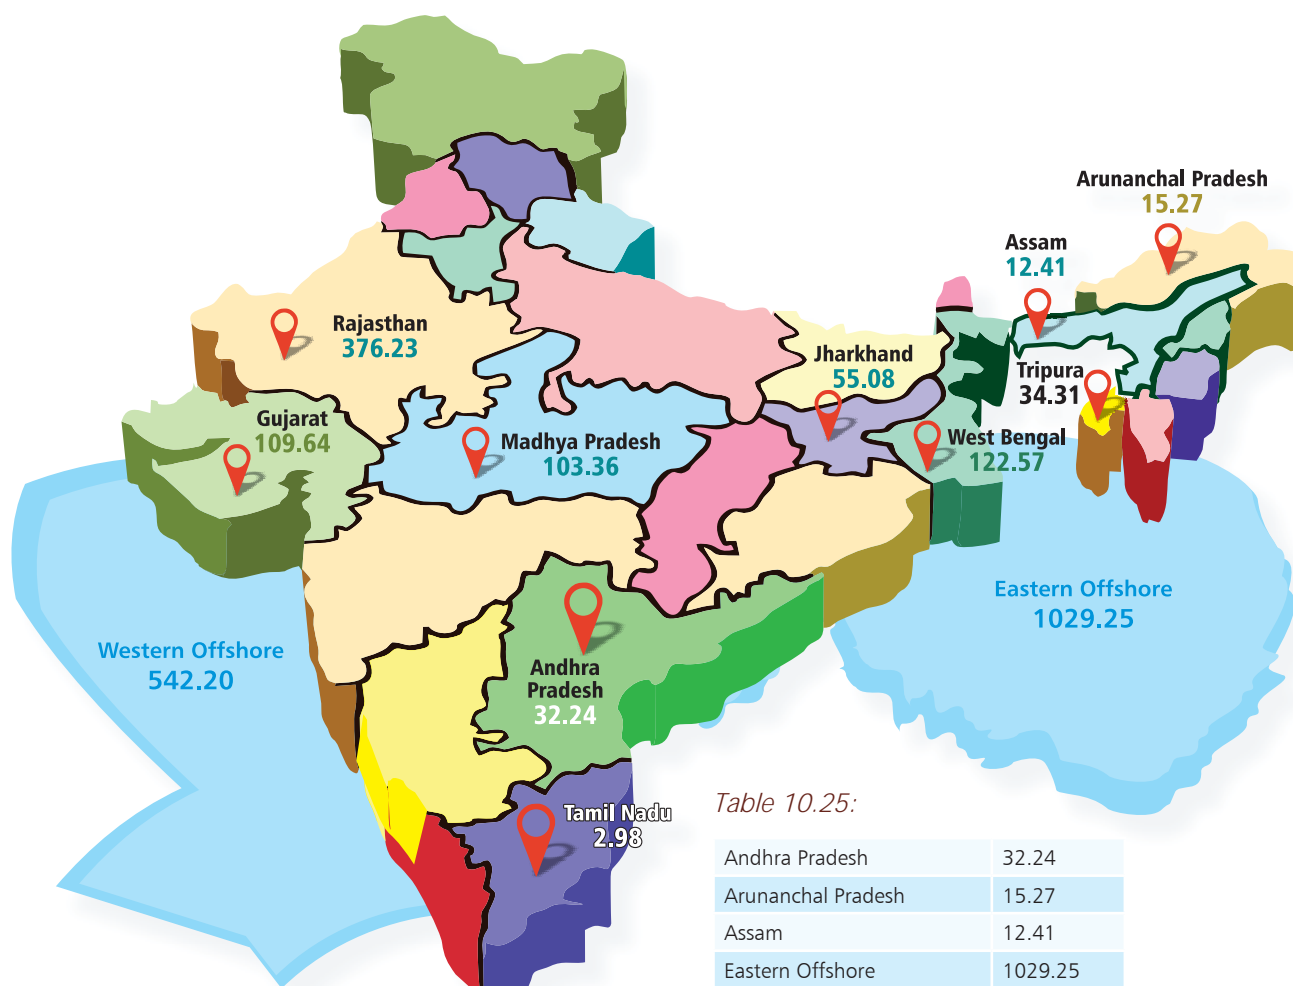 Arunanchal Pradesh
15.27
Assam
12.41
Rajasthan
376.23
Jharkhand
55.08
Tripura
34.31
Gujarat
109.64
Madhya Pradesh
103.36
West Bengal
122.57
Eastern Offshore
1029.25
Western Offshore
542.20
Andhra
Pradesh
32.24
Tamil Nadu
2.98
Table 10.25:
Andhra Pradesh 32.24
Arunanchal Pradesh 15.27
Assam 12.41
Eastern Offshore 1029.25